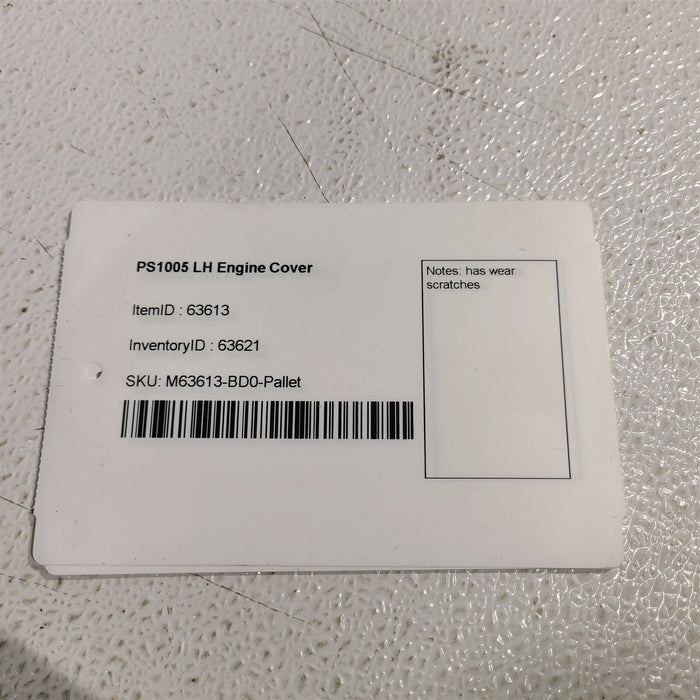 PS1005 LH Engine Cover
ItemID : 63613
InventoryID : 63621
SKU: M63613-BD0-Pallet
Notes: has wear
scratches